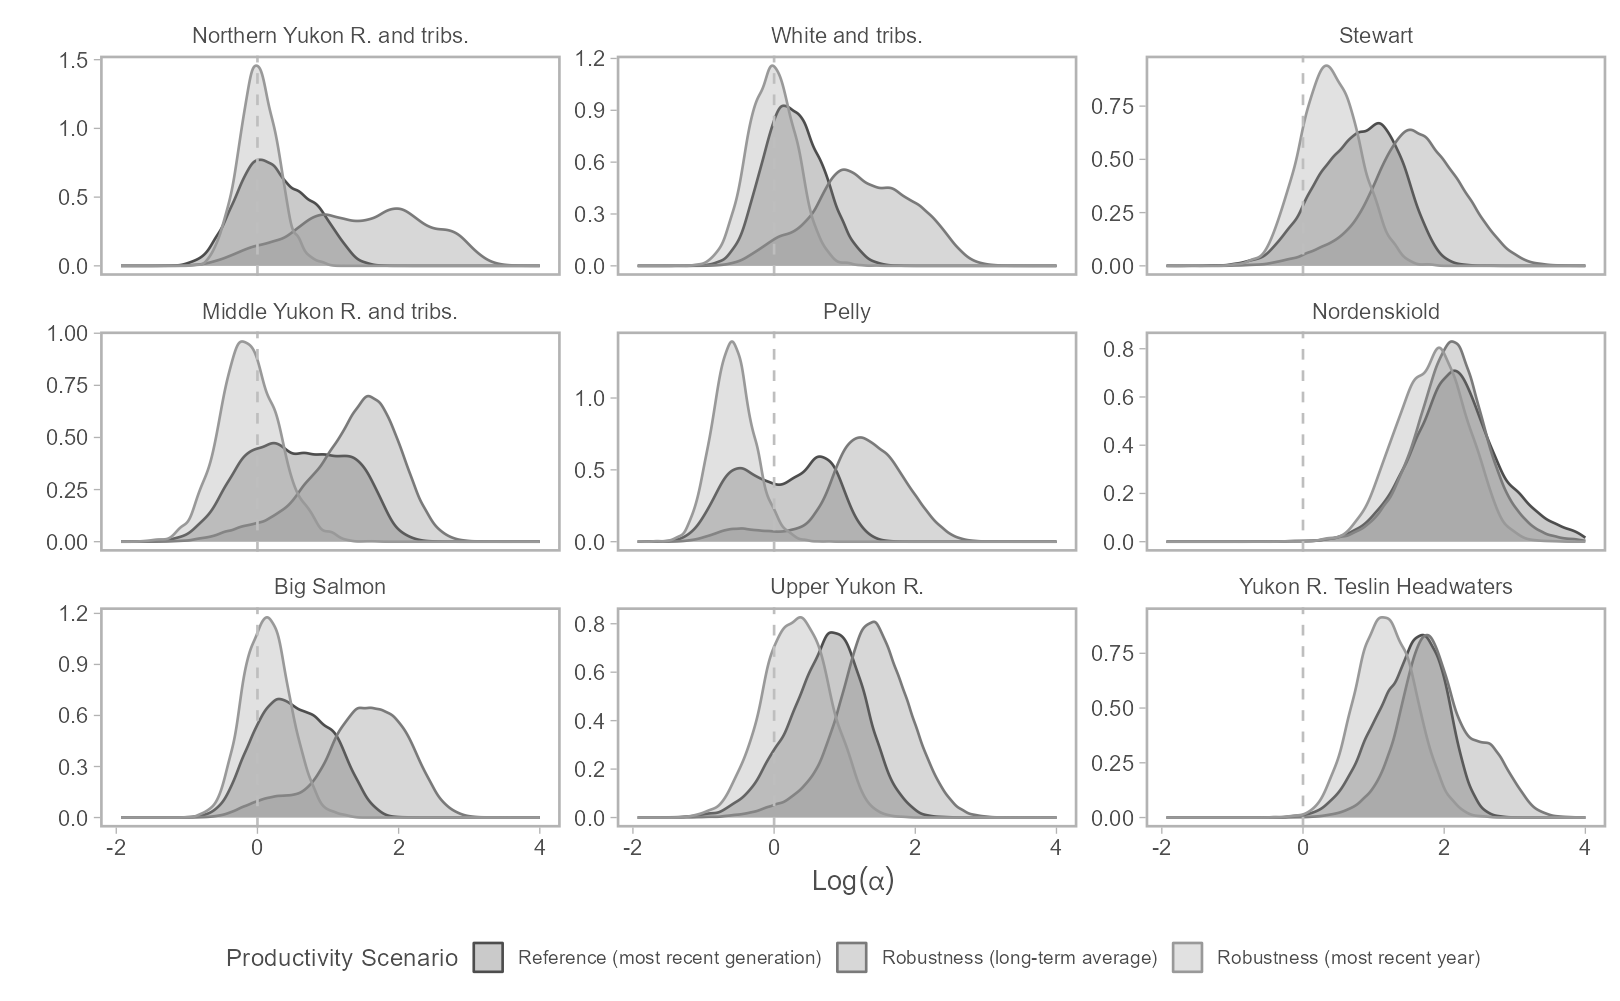 Northern Yukon R. and tribs.
White and tribs.
Stewart
1.5
1.0
0.5
0.0
1.2
0.9
0.6
0.3
0.0
0.75
0.50
0.25
0.00
Middle Yukon R. and tribs.
Pelly
Nordenskiold
1.00
0.75
0.50
0.25
0.00
1.0
0.5
0.0
0.8
0.6
0.4
0.2
0.0
Big Salmon
Upper Yukon R.
Yukon R. Teslin Headwaters
1.2
0.9
0.6
0.3
0.0
0.8
0.6
0.4
0.2
0.0
0.75
0.50
0.25
0.00
-2 0 2 4
-2 0 2 4
-2 0 2 4
Log(α)
Productivity Scenario Reference (most recent generation) Robustness (long-term average) Robustness (most recent year)